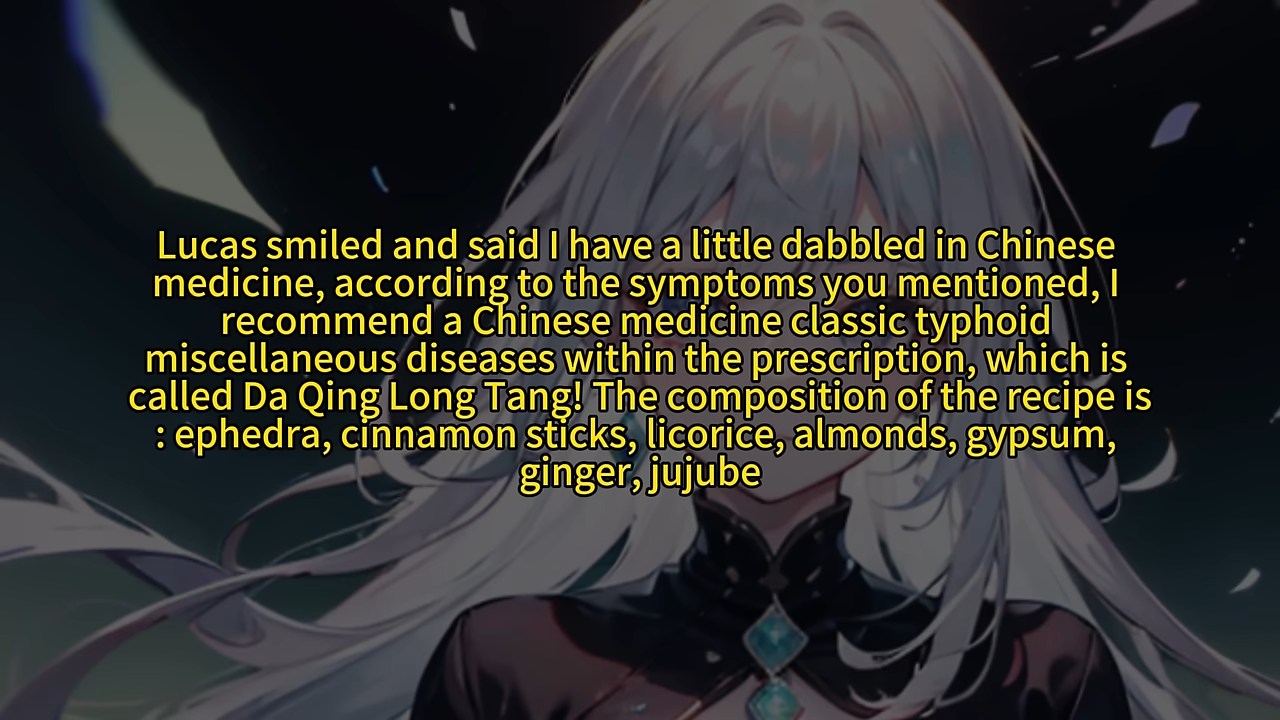 Lucas smiled and said I have a little dabbled in Chinese
medicine, according to the symptoms you mentioned, I
recommend a Chinese medicine classic typhoid
miscellaneous diseases within the prescription, which is
called Da Qing Long Tang! The composition of the recipe is
: ephedra, cinnamon sticks, licorice, almonds, gypsum,
ginger, jujube